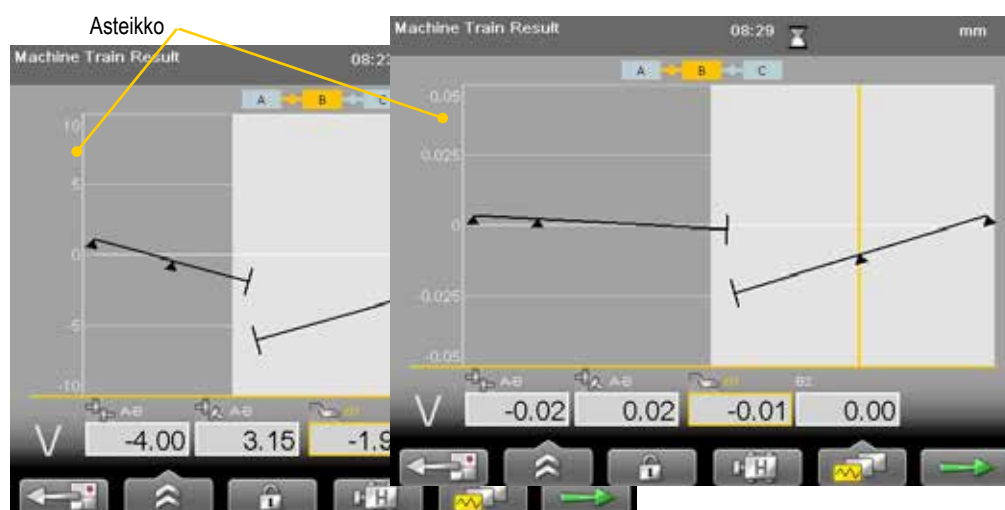 Asteikko
Machine Train Result 08:2
A B C
10
5
0
-5
-10
A-B A-B
V -4.00 3.15 -1.9
H
Machine Train Result 08:29 mm
A B C
0.05
0.025
0
-0.025
-0.05
A-B A-B B1 B2
V -0.02 0.02 -0.01 0.00
H